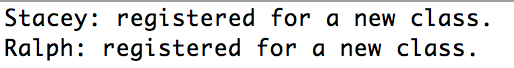 Stacey: registered for a new class.
Ralph: registered for a new class.